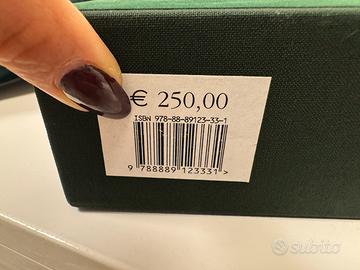 € 250,00
ISBN 978-88-89123-33-1
9 788889 123331 >
subito